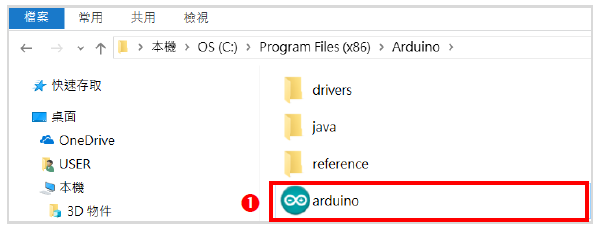 檔案 常用 共用 檢視
本機 > OS (C:) > Program Files (x86) > Arduino >
快速存取
桌面
OneDrive
USER
本機
3D 物件
drivers
java
reference
1 arduino